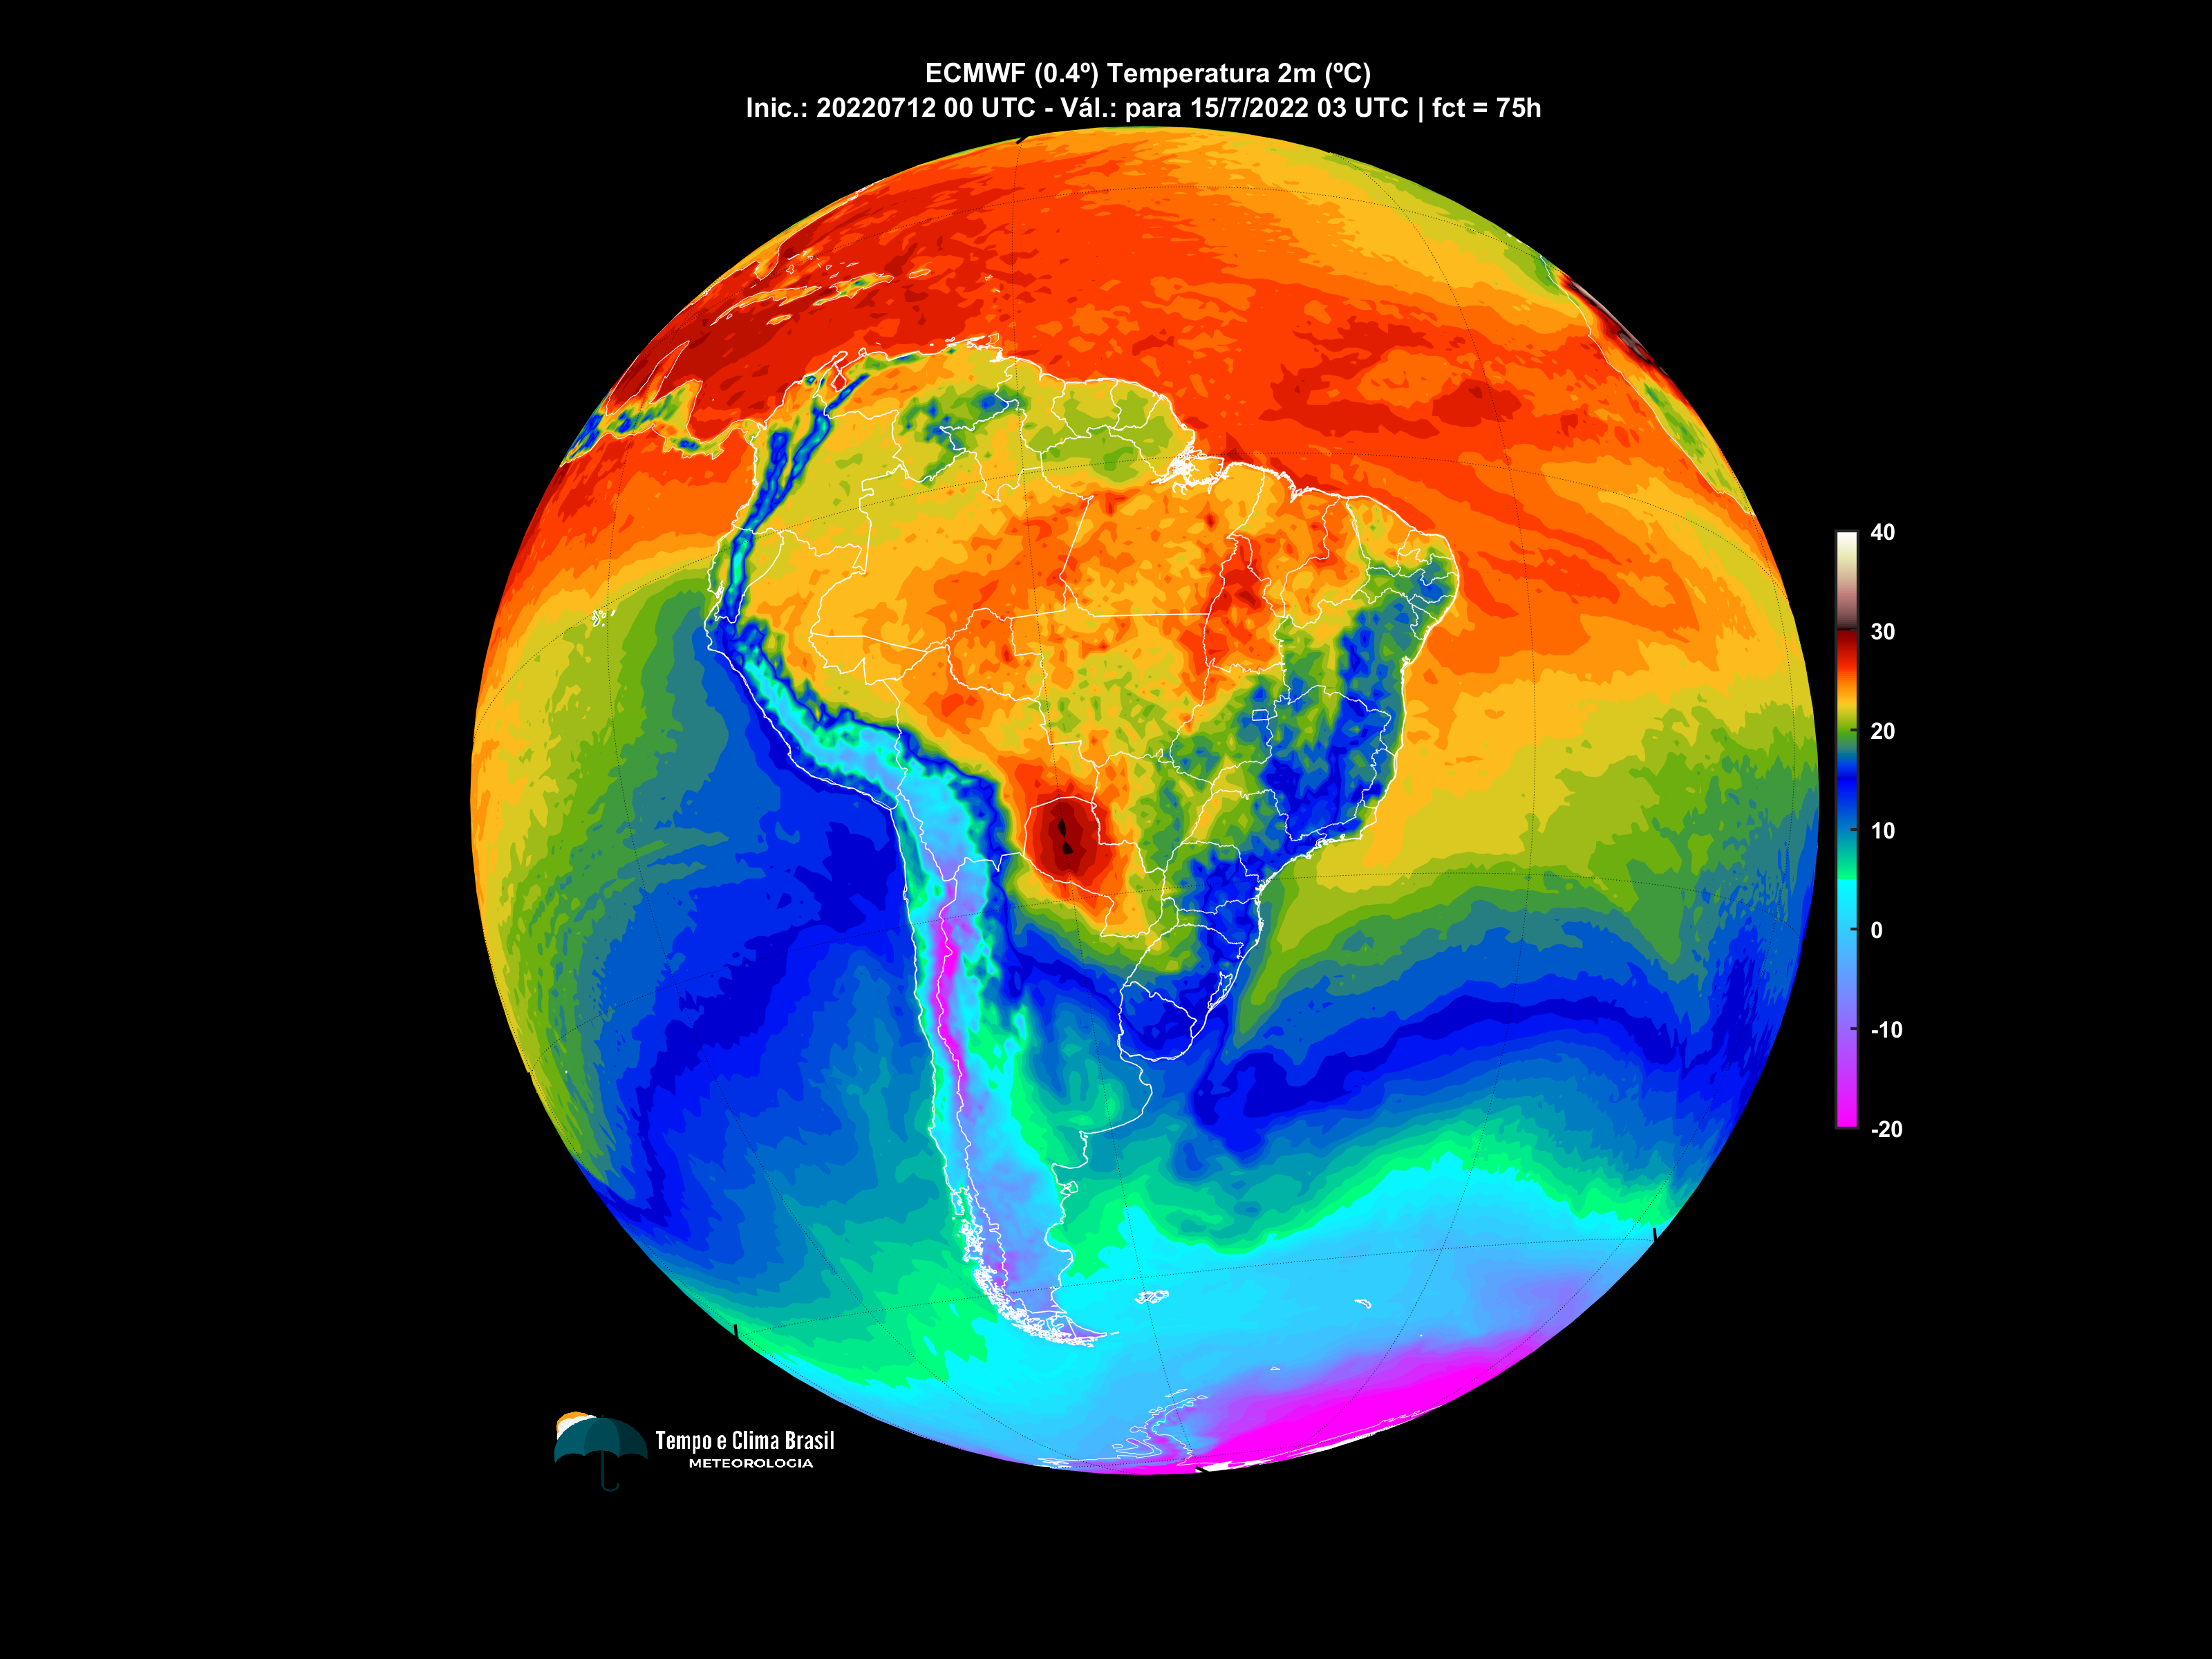 ECMWF (0.4º) Temperatura 2m (ºC)
Inic.: 20220712 00 UTC - Vál.: para 15/7/2022 03 UTC | fct = 75h
40
30
20
10
0
-10
-20
Tempo e Clima Brasil
METEOROLOGIA